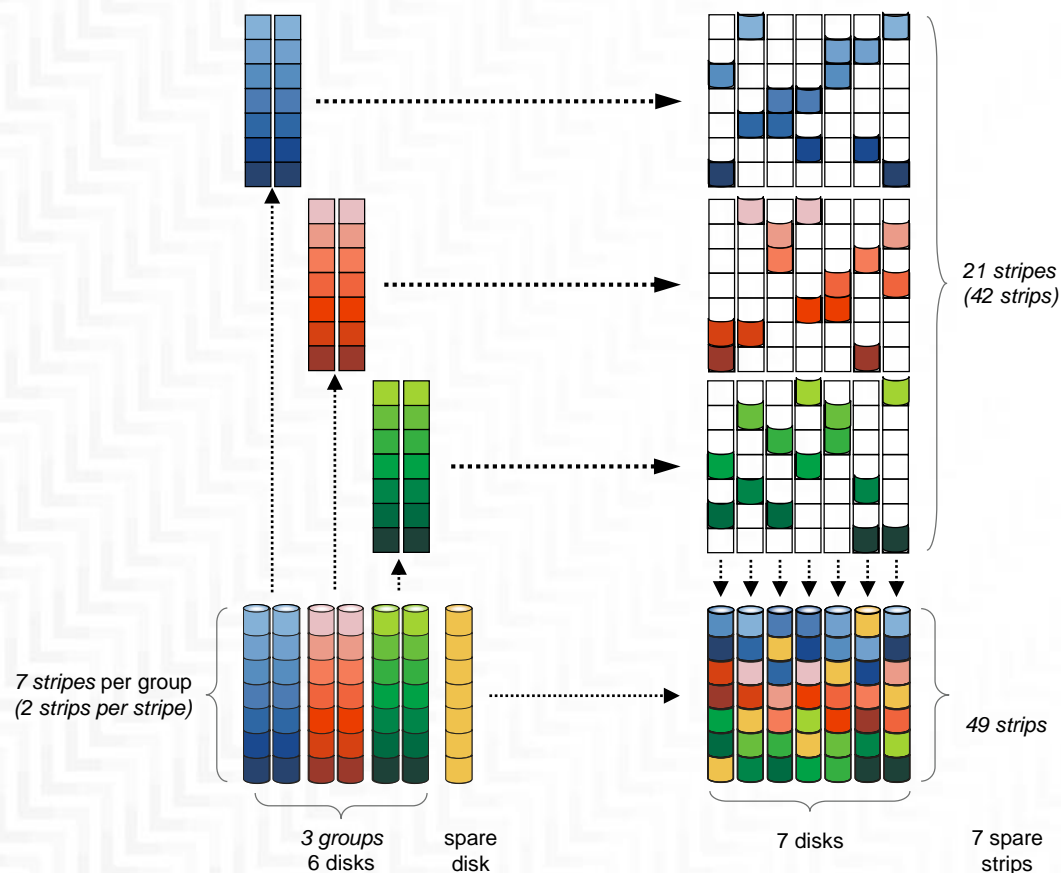 21 stripes
(42 strips)
7 stripes per group
(2 strips per stripe)
49 strips
3 groups
6 disks
spare
disk
7 disks
7 spare
strips